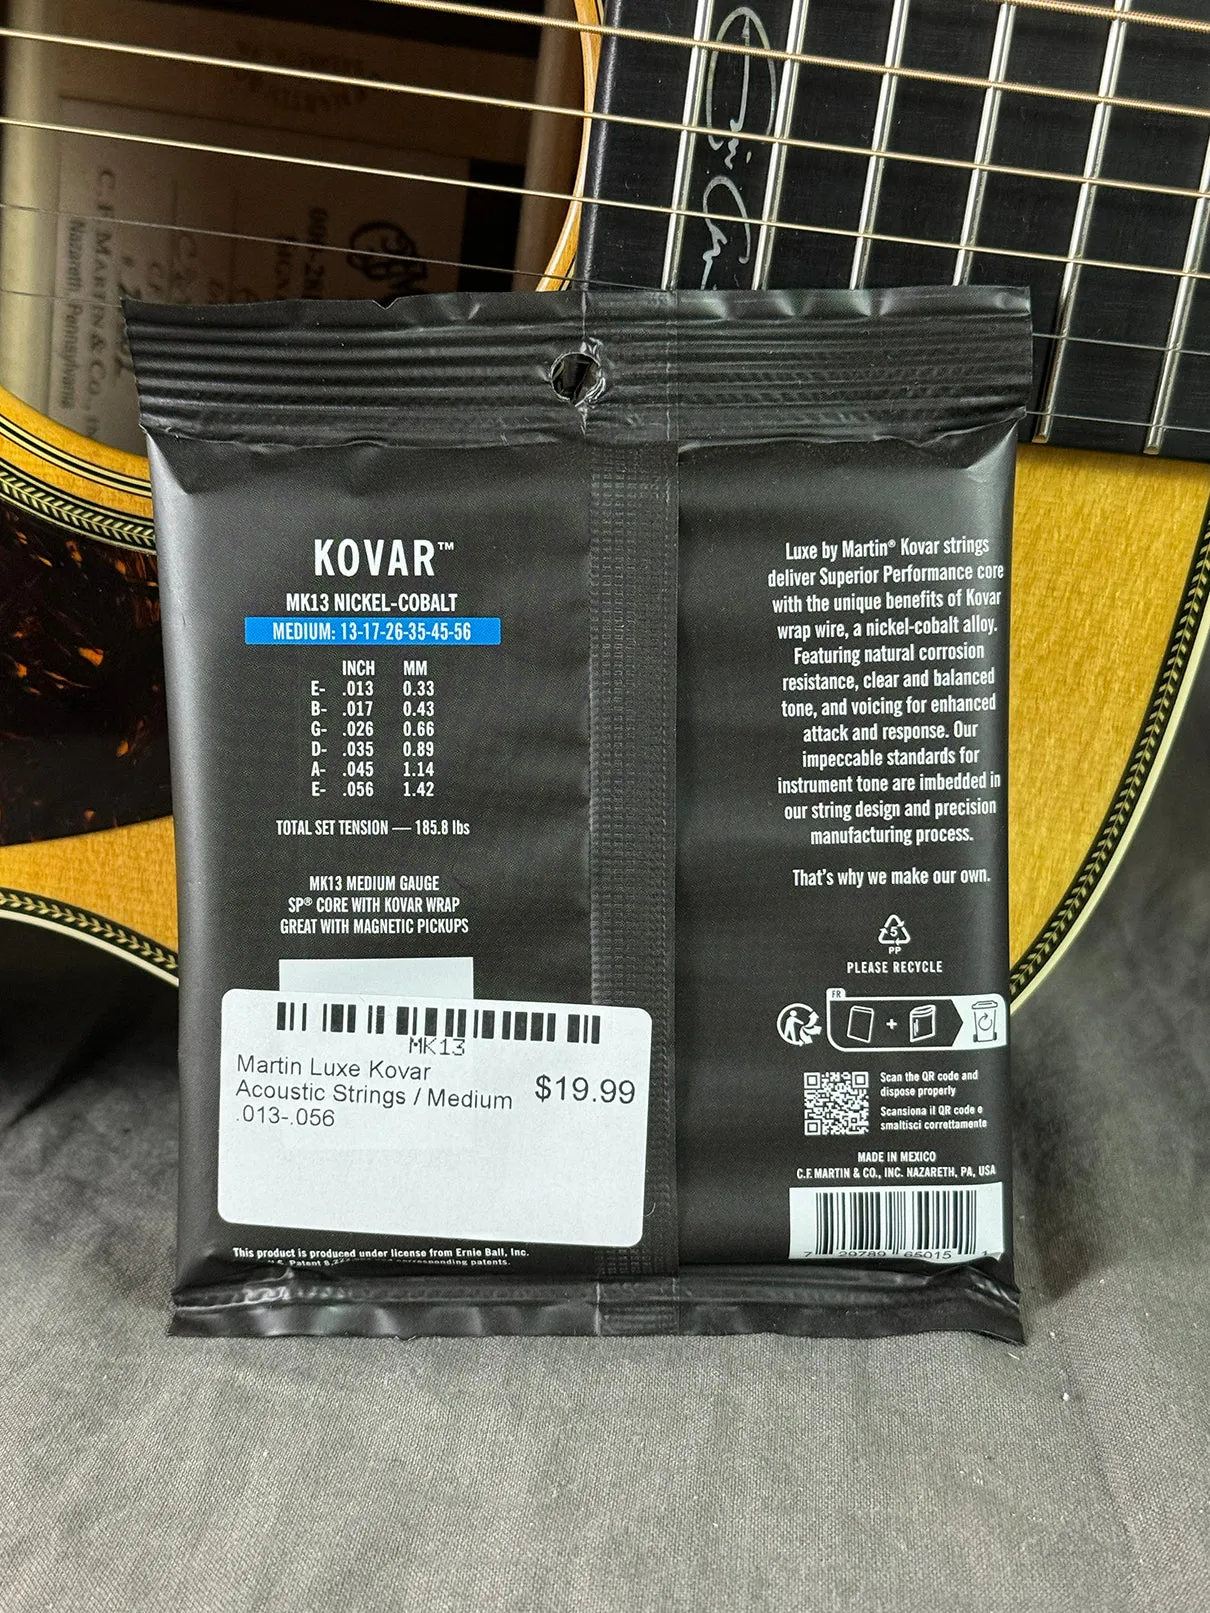 C.F. MARTIN & Co.,
Nazareth, Pennsylvania
KOVAR™
MK13 NICKEL-COBALT
MEDIUM: 13-17-26-35-45-56
INCH MM
E- .013 0.33
B- .017 0.43
G- .026 0.66
D- .035 0.89
A- .045 1.14
E- .056 1.42
TOTAL SET TENSION — 185.8 lbs
MK13 MEDIUM GAUGE
SP® CORE WITH KOVAR WRAP
GREAT WITH MAGNETIC PICKUPS
MK13
Martin Luxe Kovar
Acoustic Strings / Medium
.013-.056
$19.99
This product is produced under license from Ernie Ball, Inc.
U.S. Patent corresponding patents.
Luxe by Martin® Kovar strings
deliver Superior Performance core
with the unique benefits of Kovar
wrap wire, a nickel-cobalt alloy.
Featuring natural corrosion
resistance, clear and balanced
tone, and voicing for enhanced
attack and response. Our
impeccable standards for
instrument tone are imbedded in
our string design and precision
manufacturing process.
That's why we make our own.
5
PP
PLEASE RECYCLE
FR
+
Scan the QR code and
dispose properly
Scansiona il QR code e
smaltisci correttamente
MADE IN MEXICO
C.F. MARTIN & CO., INC. NAZARETH, PA, USA
7 29789 65015 1